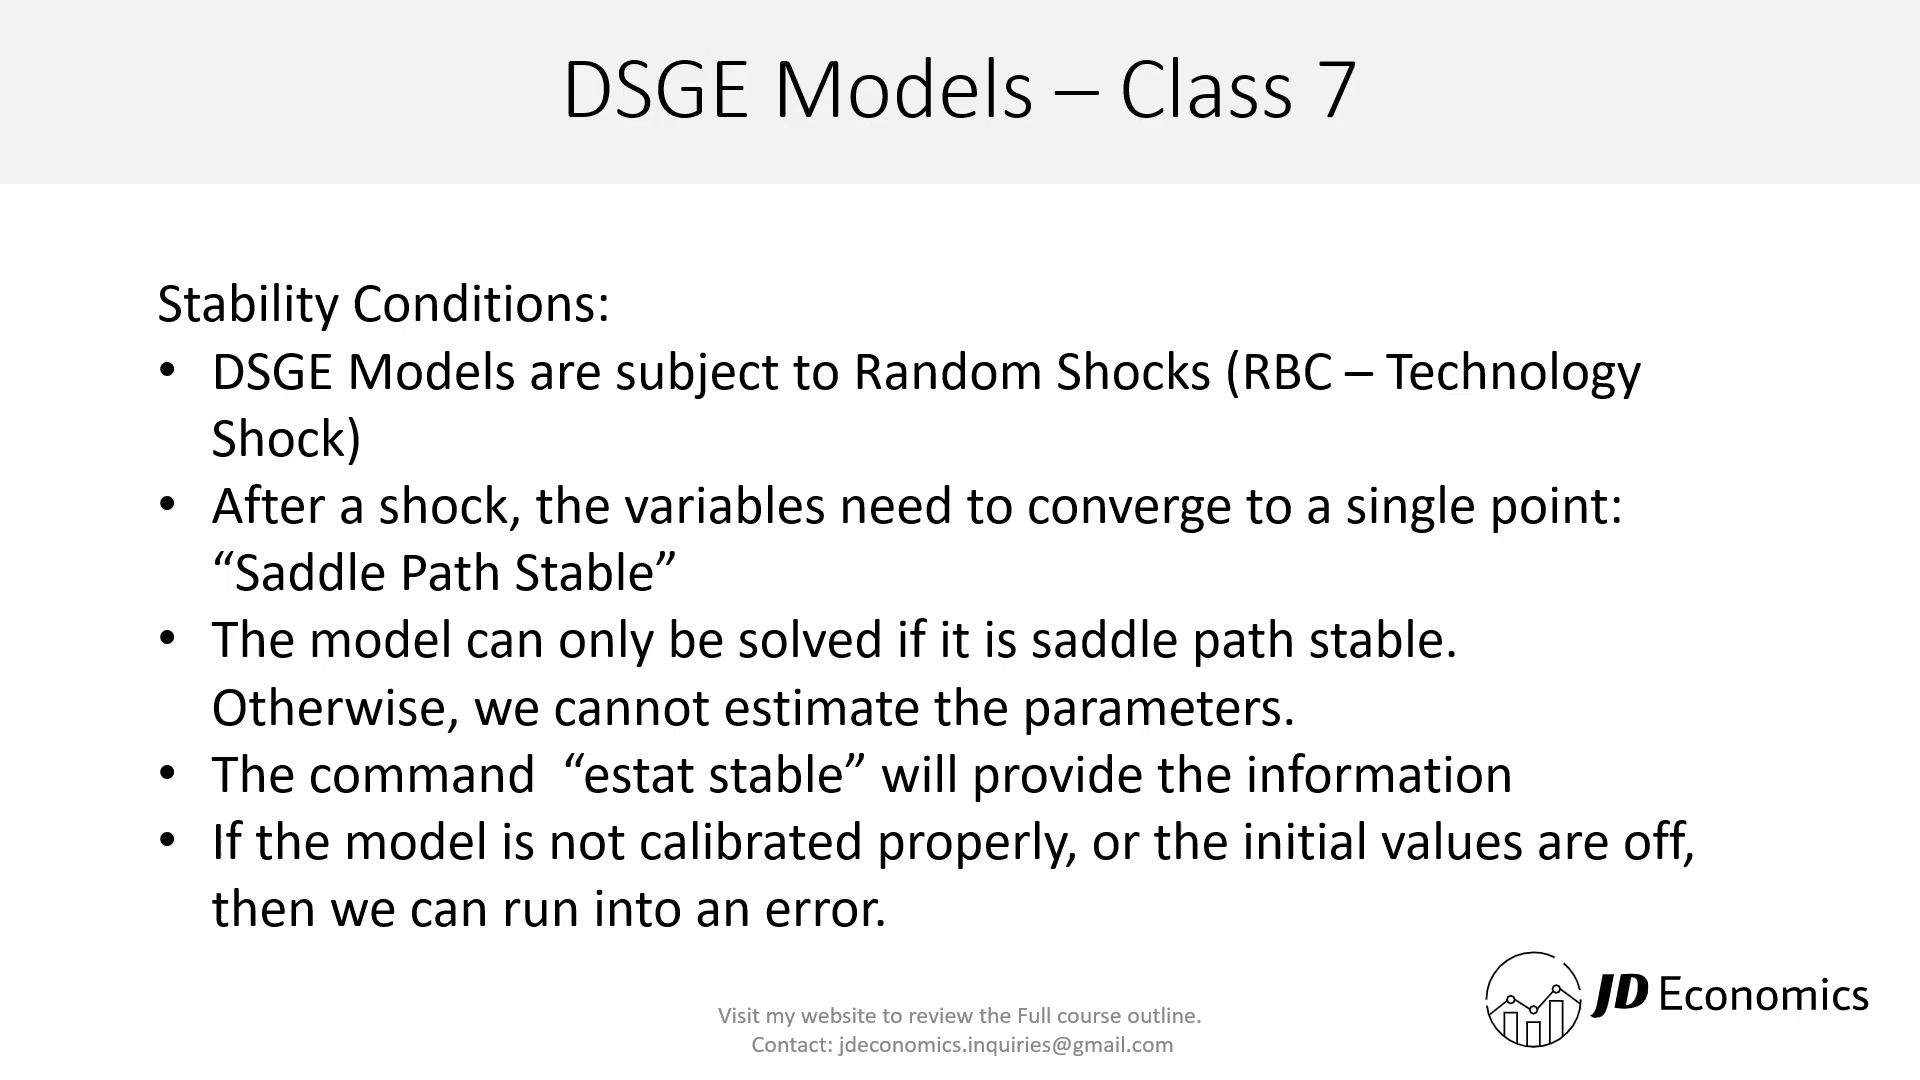 DSGE Models – Class 7
Stability Conditions:
• DSGE Models are subject to Random Shocks (RBC – Technology
Shock)
• After a shock, the variables need to converge to a single point:
“Saddle Path Stable”
• The model can only be solved if it is saddle path stable.
Otherwise, we cannot estimate the parameters.
• The command  “estat stable” will provide the information
• If the model is not calibrated properly, or the initial values are off,
then we can run into an error.
JD Economics
Visit my website to review the Full course outline.
Contact: jdeconomics.inquiries@gmail.com